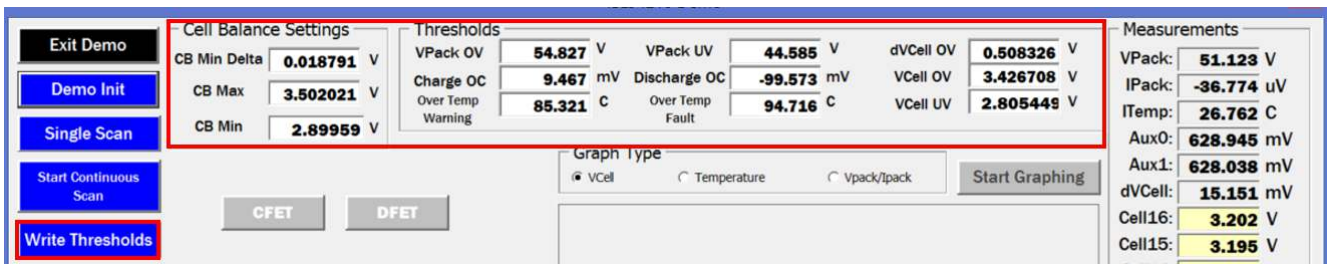 Exit Demo
Demo Init
Single Scan
Start Continuous
Scan
Write Thresholds
Cell Balance Settings
CB Min Delta 0.018791 V
CB Max 3.502021 V
CB Min 2.89959 V
Thresholds
VPack OV 54.827 V VPack UV 44.585 V dVCell OV 0.508326 V
Charge OC 9.467 mV Discharge OC -99.573 mV VCell OV 3.426708 V
Over Temp Warning 85.321 C Over Temp Fault 94.716 C VCell UV 2.805449 V
CFET DFET
Graph Type
VCell Temperature Vpack/Ipack
Start Graphing
Measurements
VPack: 51.123 V
IPack: -36.774 uV
ITemp: 26.762 C
Aux0: 628.945 mV
Aux1: 628.038 mV
dVCell: 15.151 mV
Cell16: 3.202 V
Cell15: 3.195 V